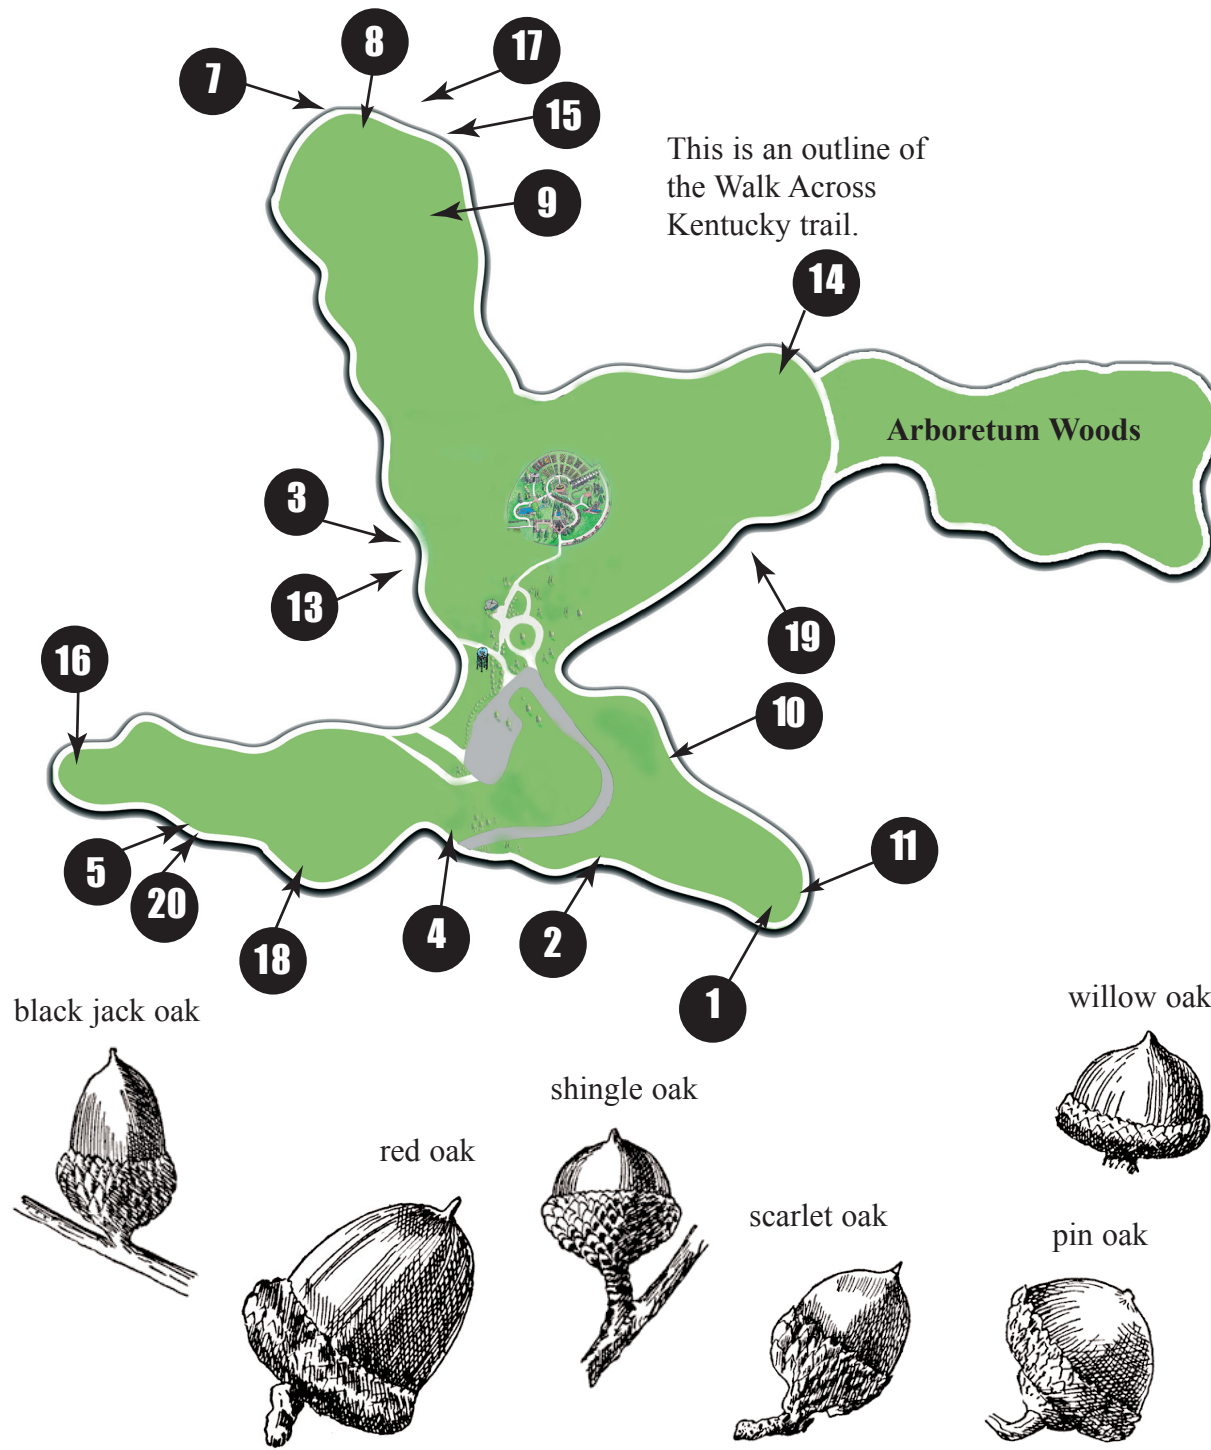 8
17
7
15
This is an outline of
the Walk Across
Kentucky trail.
9
14
Arboretum Woods
3
13
19
16
10
11
5
20
18
4
2
1
black jack oak
willow oak
shingle oak
red oak
scarlet oak
pin oak